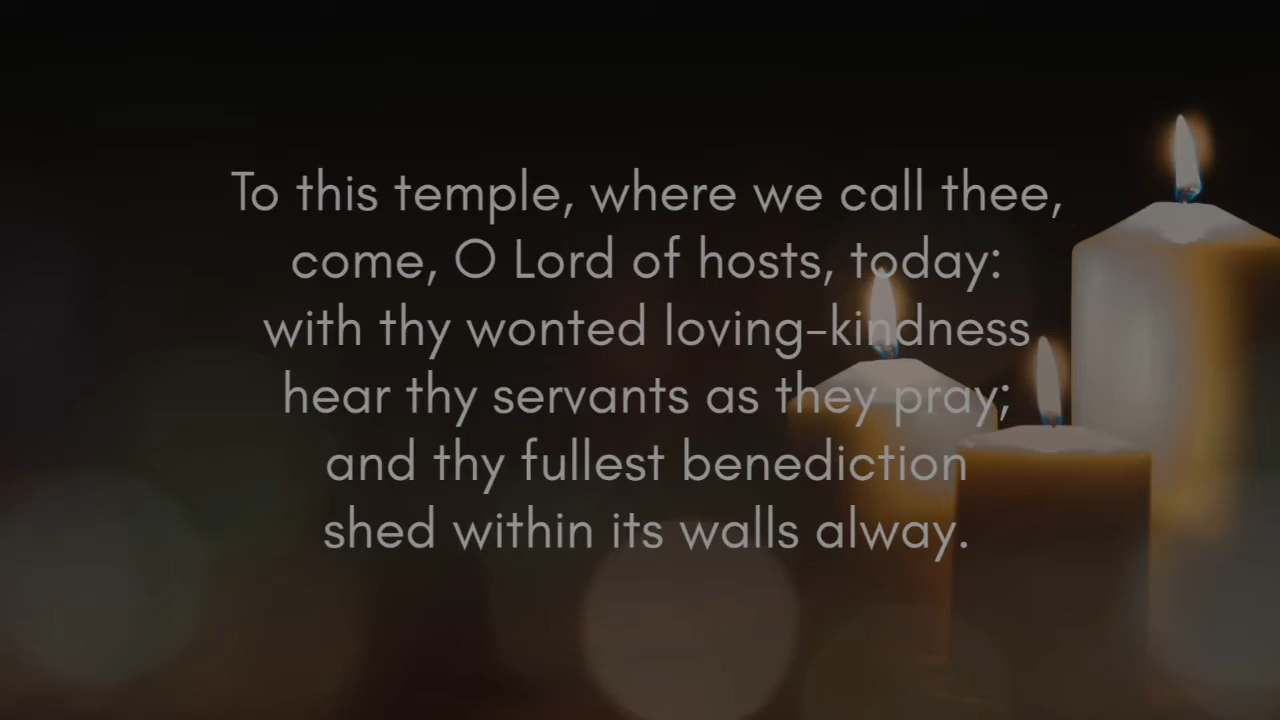 To this temple, where we call thee,
come, O Lord of hosts, today:
with thy wonted loving-kindness
hear thy servants as they pray;
and thy fullest benediction
shed within its walls alway.